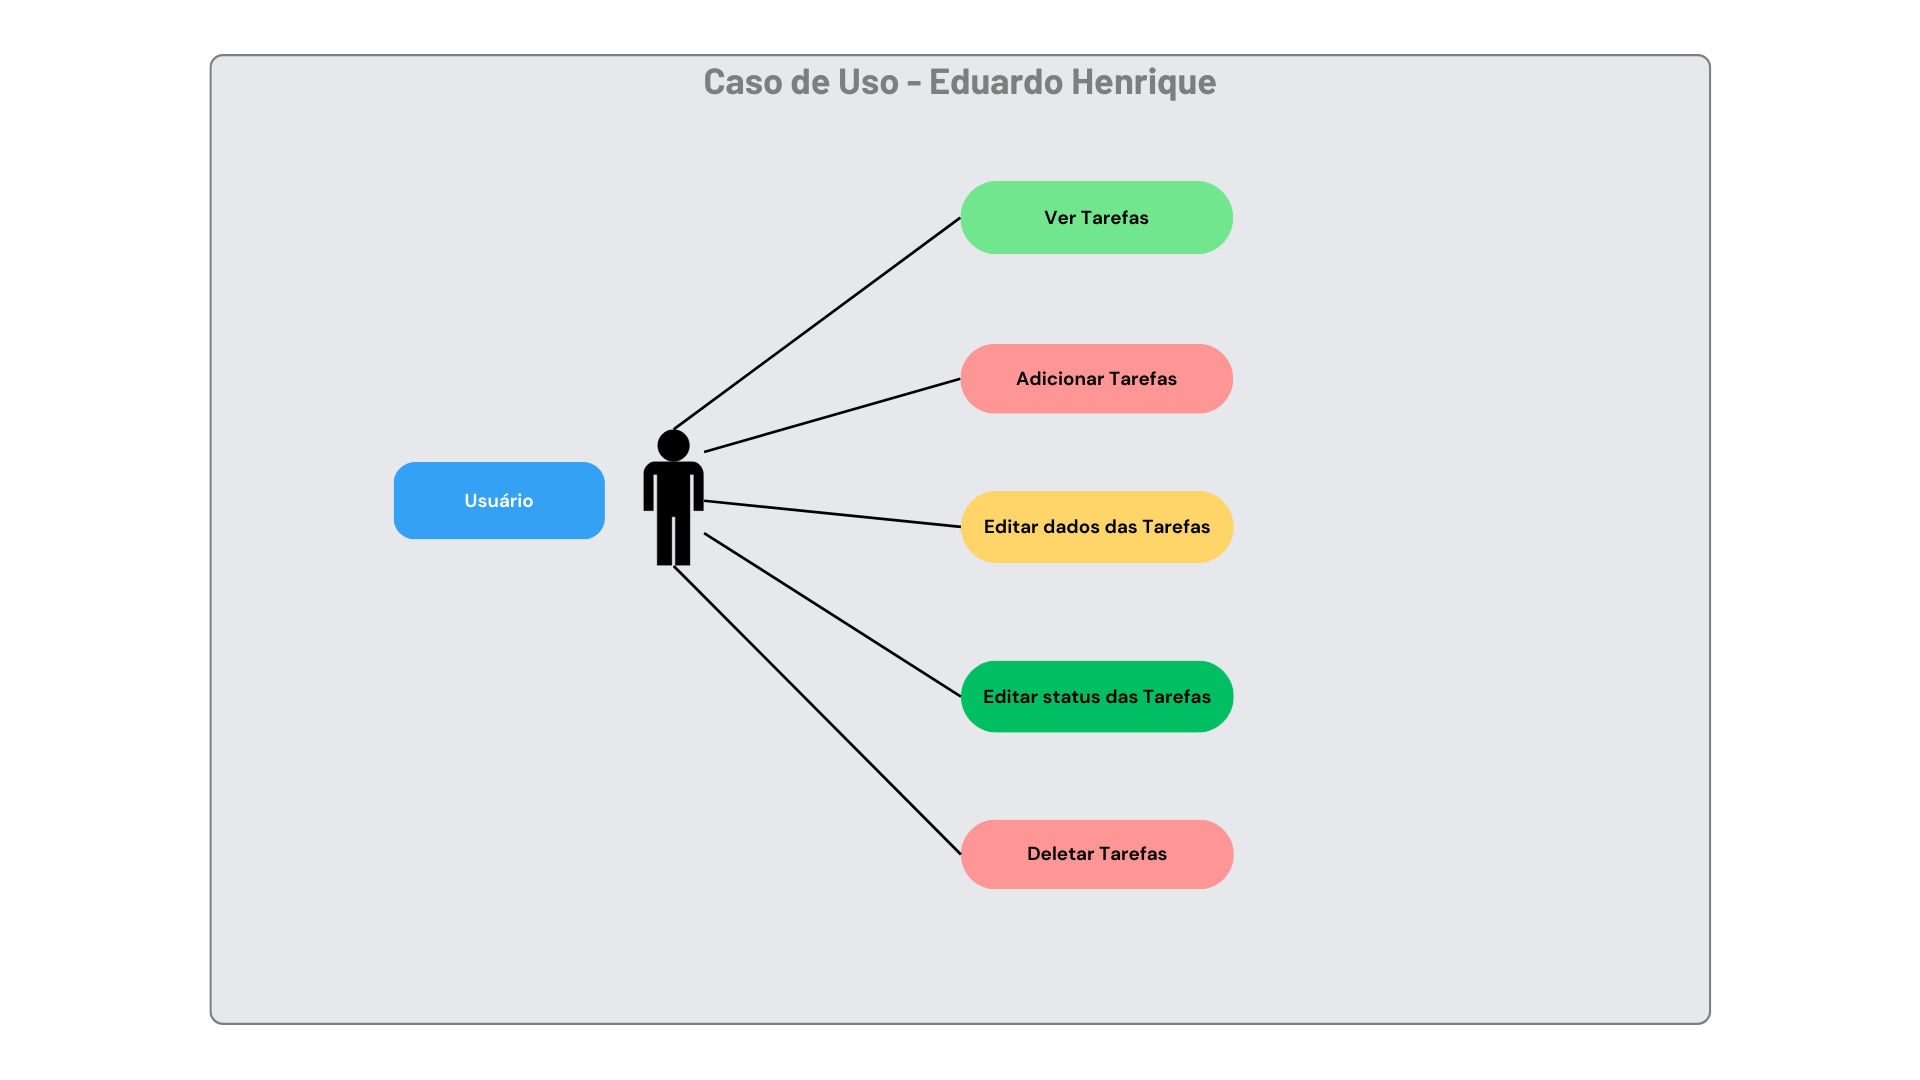 Caso de Uso - Eduardo Henrique
Ver Tarefas
Adicionar Tarefas
Usuário
Editar dados das Tarefas
Editar status das Tarefas
Deletar Tarefas